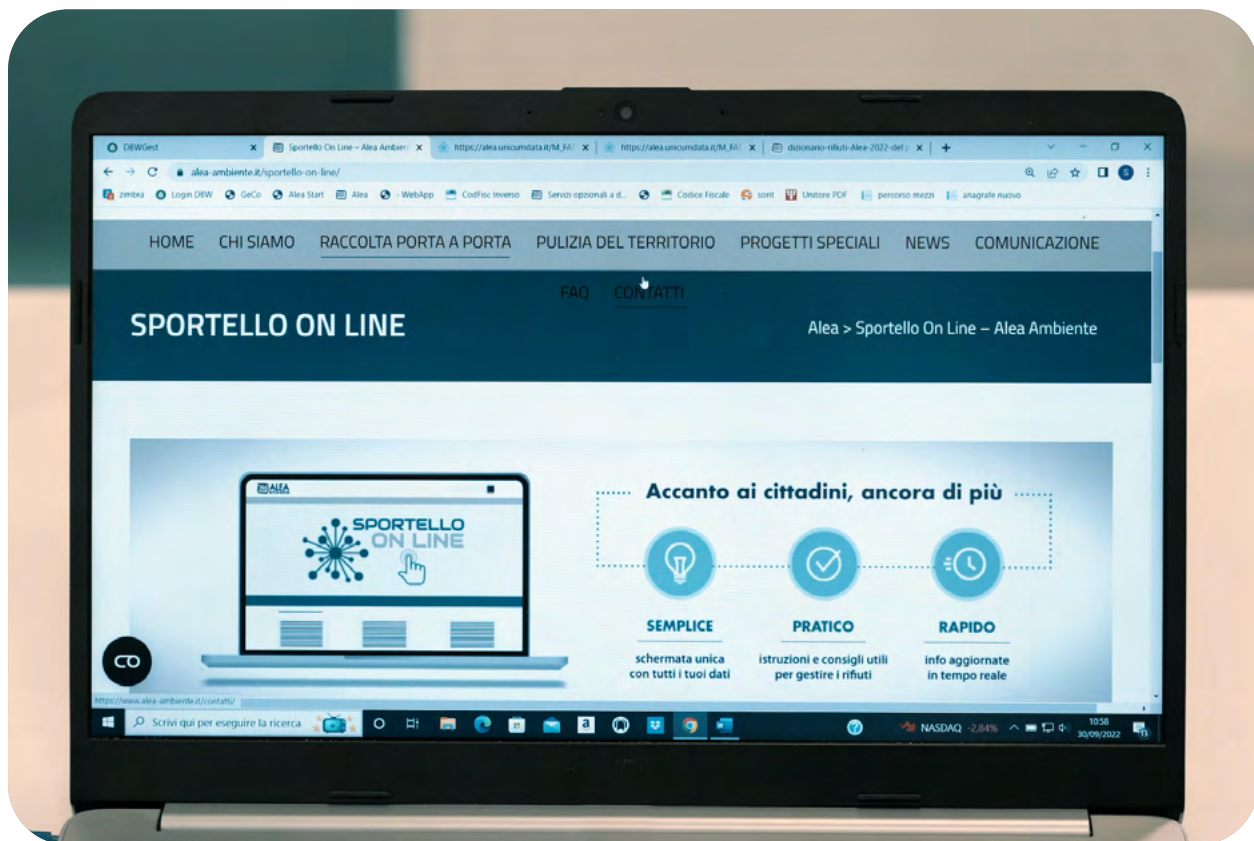 DBWGest
Sportello On Line – Alea Ambien
https://alea.unicumdata.it/M_FAT
https://alea.unicumdata.it/M_FAT
dizionario-rifiuti-Alea-2022-def.p
alea-ambiente.it/sportello-on-line/
zimbra
Login DBW
GeCo
Alea Start
Alea
- WebApp
CodFisc Inverso
Servizi opzionali a d...
Codice Fiscale
sorit
Unitore PDF
percorso mezzi
anagrafe nuovo
HOME CHI SIAMO RACCOLTA PORTA A PORTA PULIZIA DEL TERRITORIO PROGETTI SPECIALI NEWS COMUNICAZIONE
FAQ CONTATTI
SPORTELLO ON LINE
Alea > Sportello On Line – Alea Ambiente
ALEA
SPORTELLO
ON LINE
Accanto ai cittadini, ancora di più
SEMPLICE
schermata unica
con tutti i tuoi dati
PRATICO
istruzioni e consigli utili
per gestire i rifiuti
RAPIDO
info aggiornate
in tempo reale
https://www.alea-ambiente.it/contatti/
Scrivi qui per eseguire la ricerca
NASDAQ -2,84%
10:58
30/09/2022